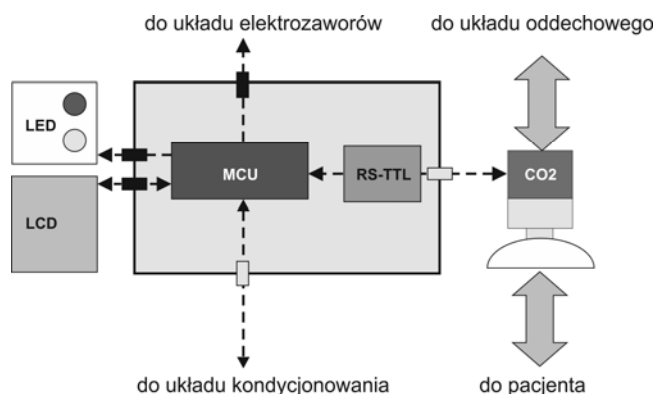 do układu elektrozaworów
do układu oddechowego
LED
MCU
RS-TTL
CO2
LCD
do układu kondycjonowania
do pacjenta